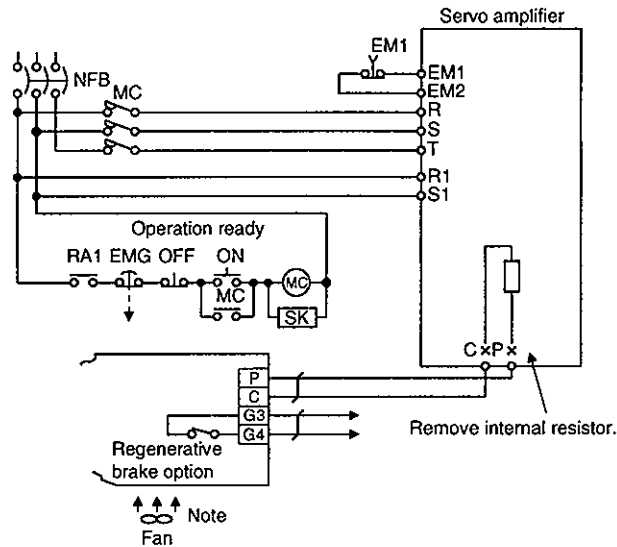 Servo amplifier
EM1
NFB
EM1
MC
EM2
R
S
T
R1
S1
Operation ready
RA1 EMG OFF ON
MC
MC
SK
C P
P
C
G3
G4
Remove internal resistor.
Regenerative
brake option
Note
Fan